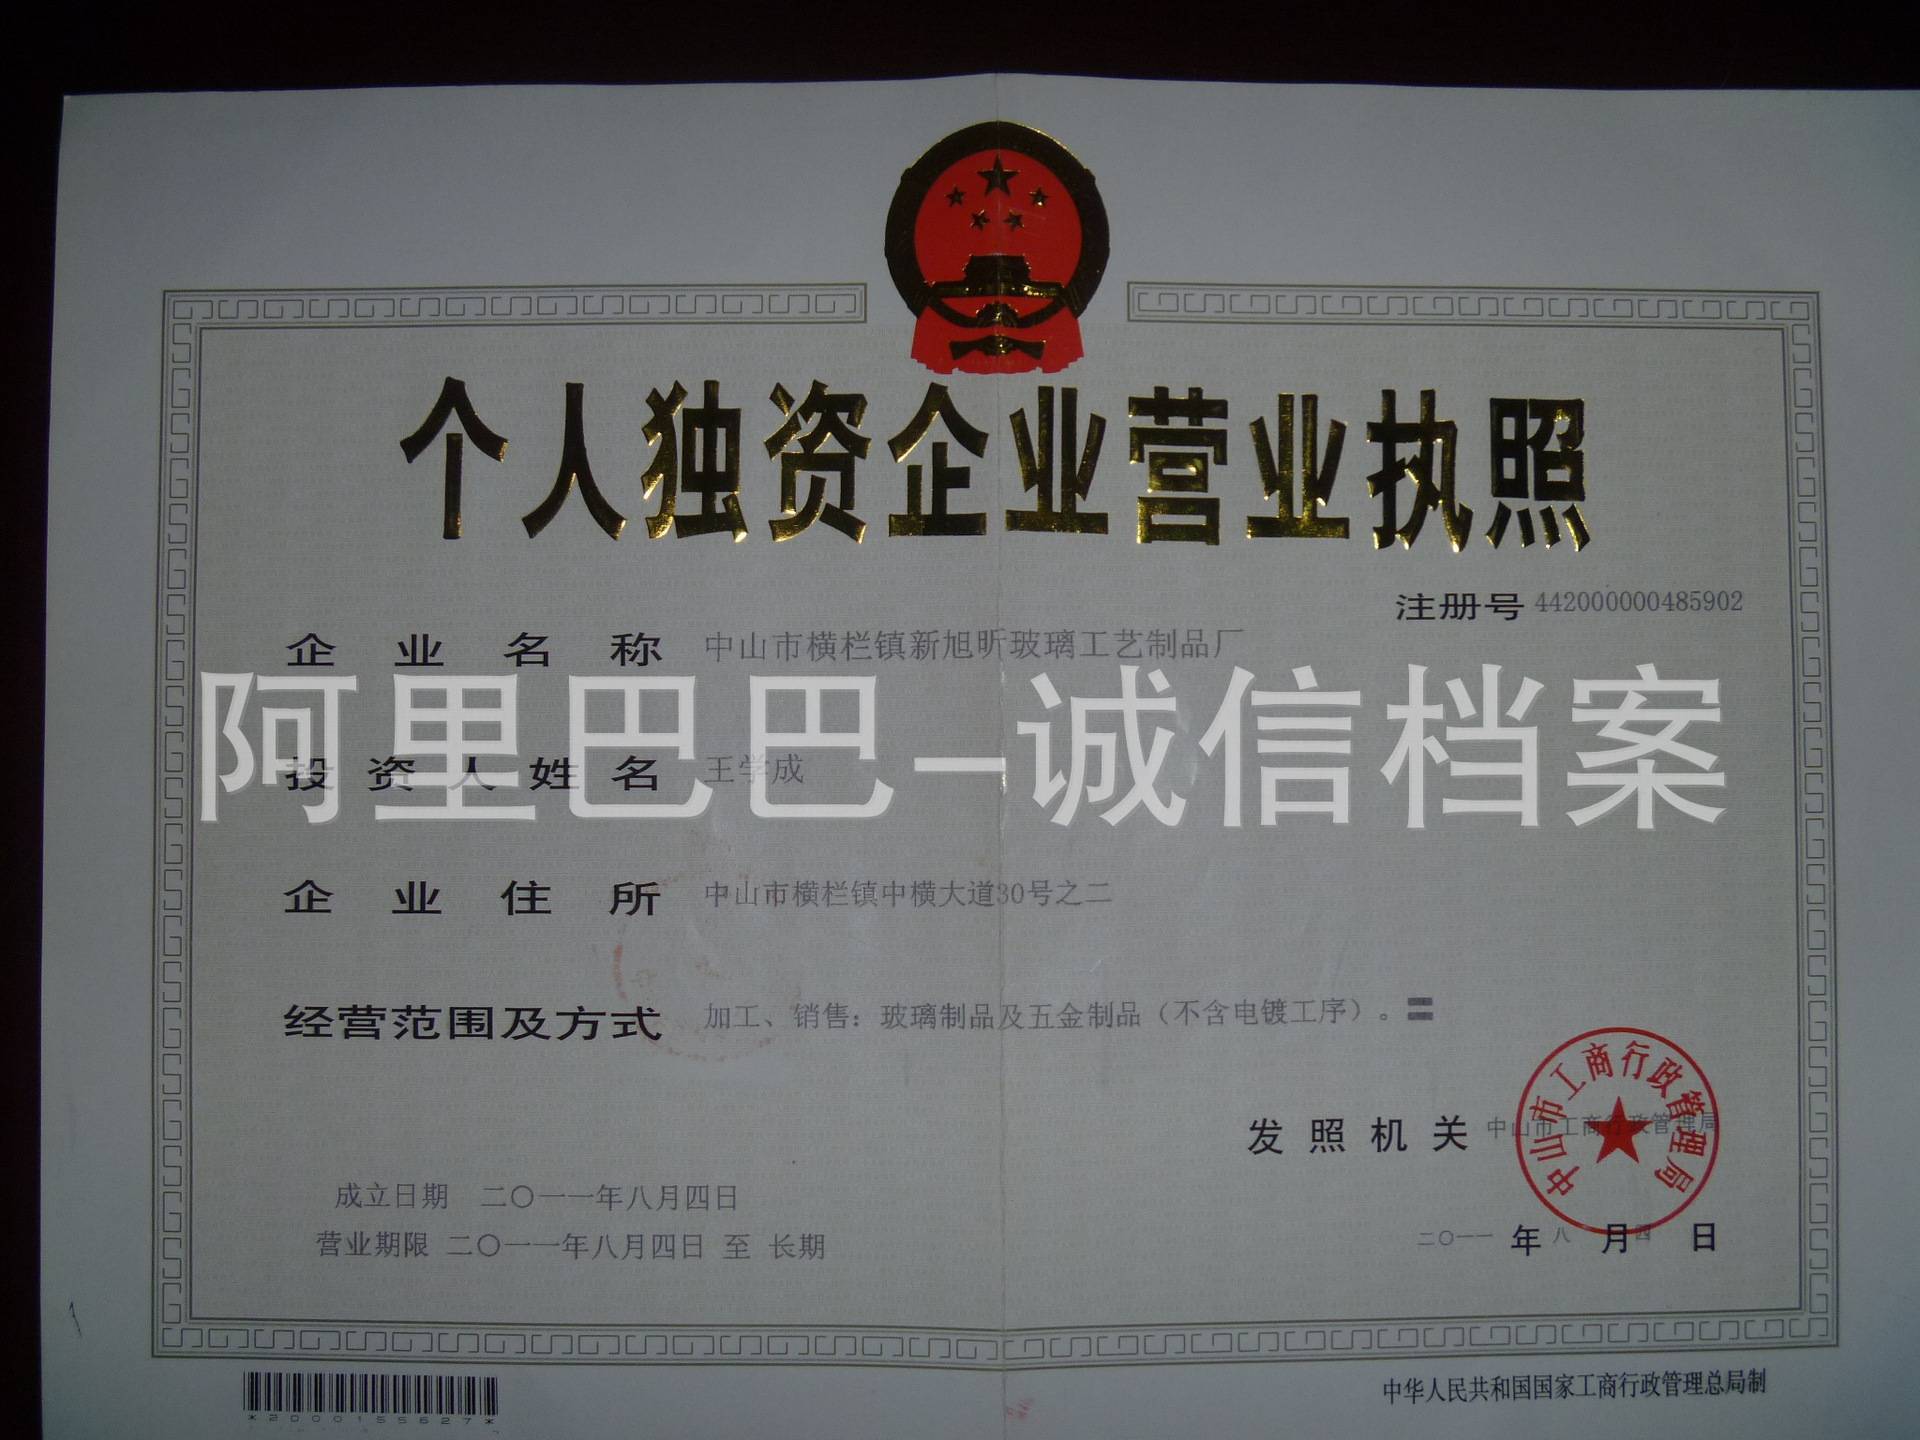 个人独资企业营业执照
注册号 442000000485902
企业名称 中山市横栏镇新旭昕玻璃工艺制品厂
阿里巴巴-诚信档案
投资人姓名 王学成
企业住所 中山市横栏镇中横大道30号之二
经营范围及方式 加工、销售：玻璃制品及五金制品（不含电镀工序）。
发照机关 中山市工商行政管理局
中山市工商行政管理局
成立日期 二〇一一年八月四日
营业期限 二〇一一年八月四日 至 长期
二〇一一 年 八 月 四 日
*2000155627*
中华人民共和国国家工商行政管理总局制